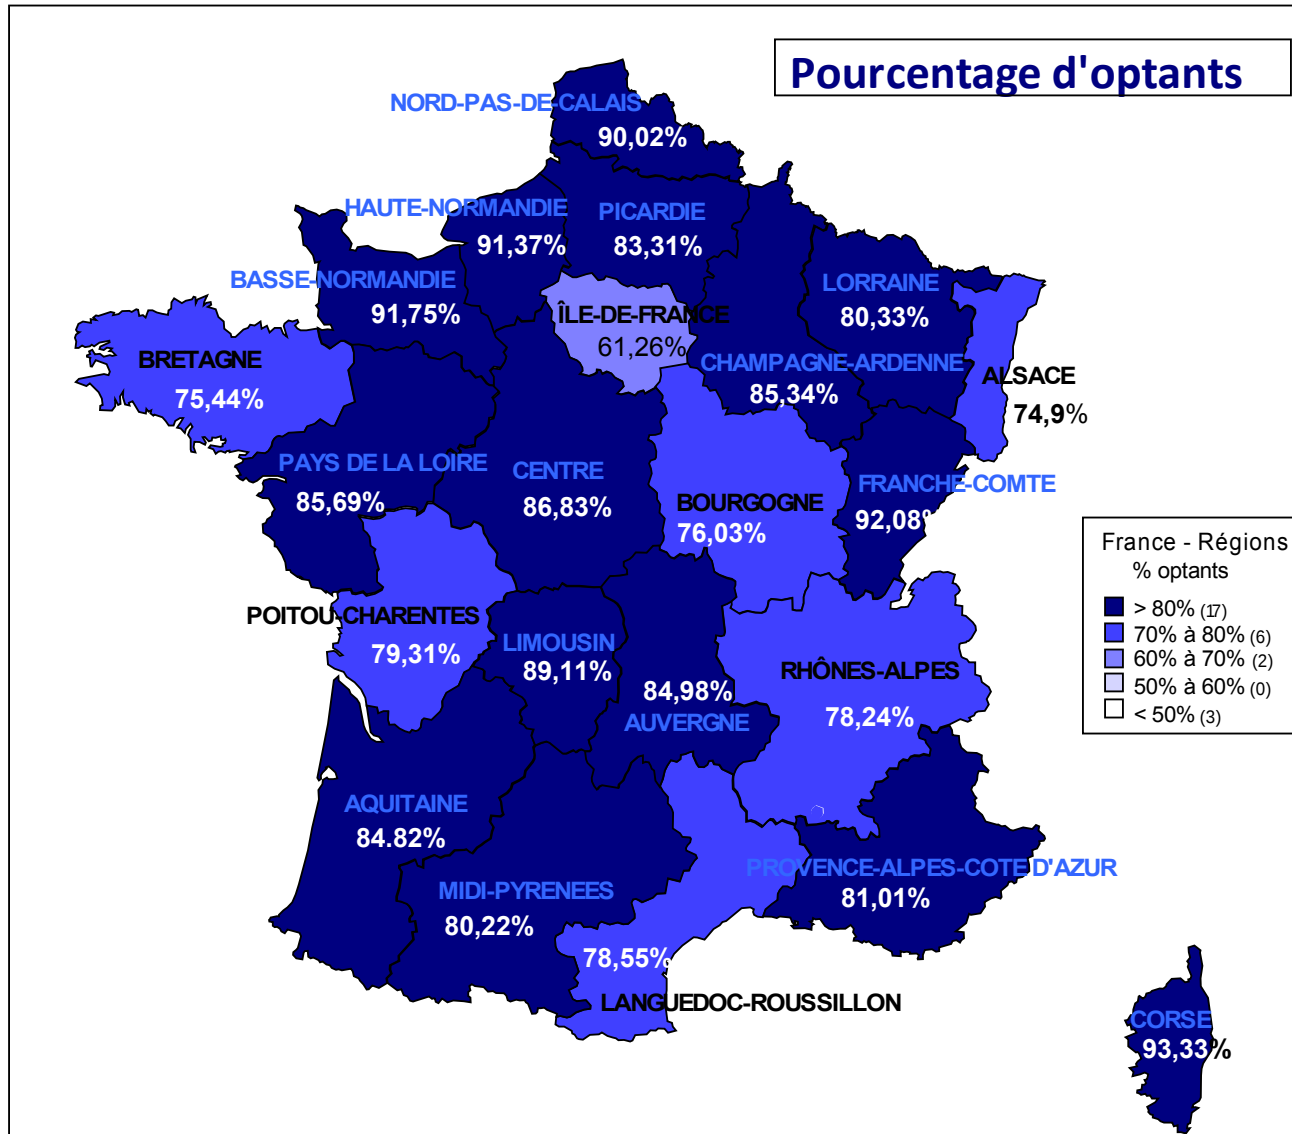 Pourcentage d'optants
NORD-PAS-DE-CALAIS
90,02%
HAUTE-NORMANDIE
91,37%
PICARDIE
83,31%
BASSE-NORMANDIE
91,75%
LORRAINE
80,33%
ÎLE-DE-FRANCE
61,26%
BRETAGNE
75,44%
CHAMPAGNE-ARDENNE
85,34%
ALSACE
74,9%
PAYS DE LA LOIRE
85,69%
CENTRE
86,83%
BOURGOGNE
76,03%
FRANCHE-COMTE
92,08%
France - Régions
% optants
> 80% (17)
70% à 80% (6)
60% à 70% (2)
50% à 60% (0)
< 50% (3)
POITOU-CHARENTES
79,31%
LIMOUSIN
89,11%
84,98%
AUVERGNE
RHÔNES-ALPES
78,24%
AQUITAINE
84.82%
MIDI-PYRENEES
80,22%
PROVENCE-ALPES-COTE D'AZUR
81,01%
78,55%
LANGUEDOC-ROUSSILLON
CORSE
93,33%